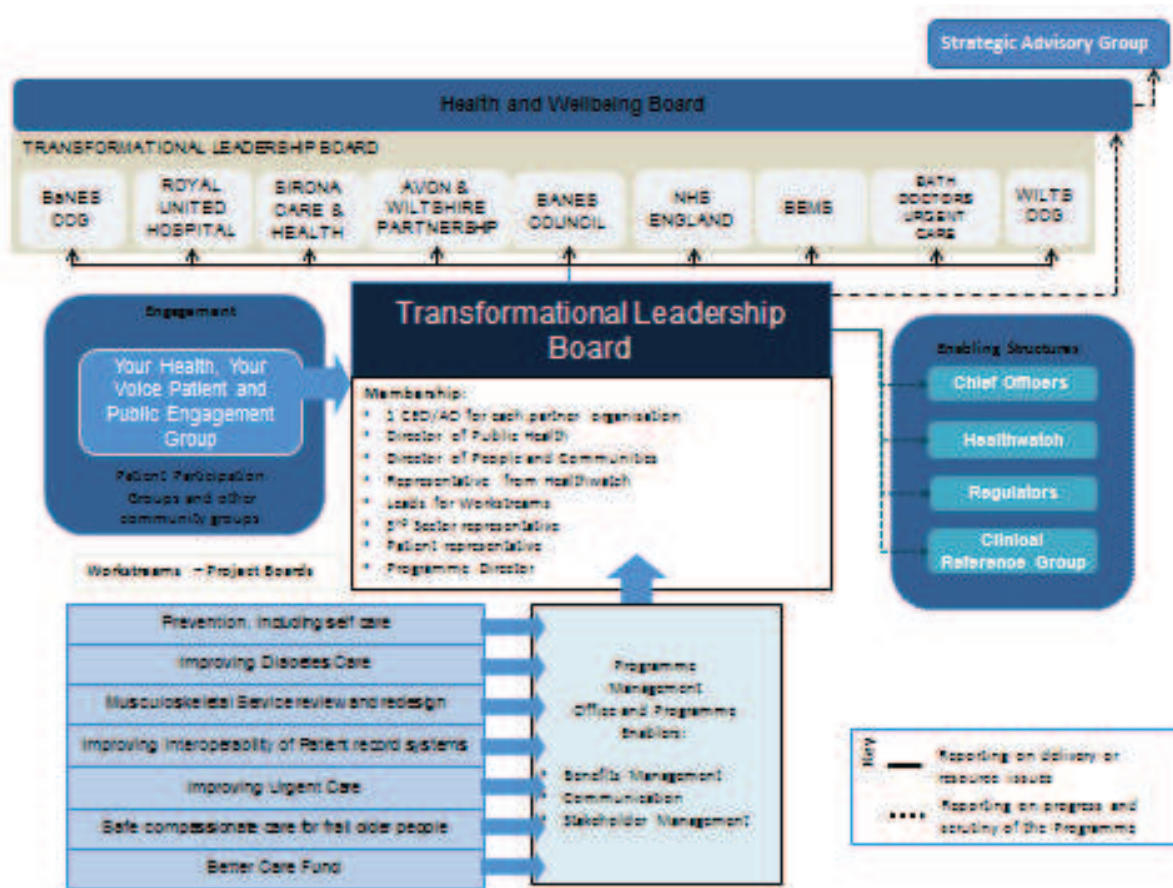 Strategic Advisory Group
Health and Wellbeing Board
TRANSFORMATIONAL LEADERSHIP BOARD
BaNES
CCG
ROYAL
UNITED
HOSPITAL
SIRONA
CARE &
HEALTH
AVON &
WILTSHIRE
PARTNERSHIP
BANES
COUNCIL
NHS
ENGLAND
BEMS
BATH
DOCTORS
URGENT
CARE
WILTS
CCG
Engagement
Your Health, Your
Voice Patient and
Public Engagement
Group
Patient Participation
Groups and other
community groups
Transformational Leadership
Board
Membership:
• 1 CEO/AO for each partner organisation
• Director of Public Health
• Director of People and Communities
• Representative from Healthwatch
• Leads for Workstreams
• 3rd Sector representative
• Patient representative
• Programme Director
Enabling Structures
Chief Officers
Healthwatch
Regulators
Clinical
Reference Group
Workstreams – Project Boards
Prevention, including self care
Improving Diabetes Care
Musculoskeletal Service review and redesign
Improving Interoperability of Patient record systems
Improving Urgent Care
Safe compassionate care for frail older people
Better Care Fund
Programme
Management
Office and Programme
Enablers:
• Benefits Management
• Communication
• Stakeholder Management
Key
Reporting on delivery or
resource issues
Reporting on progress and
scrutiny of the Programme